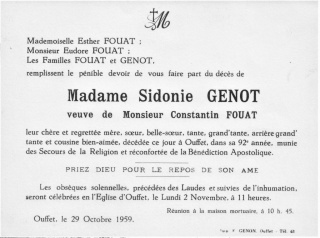 M
Mademoiselle Esther FOUAT ;
Monsieur Eudore FOUAT ;
Les Familles FOUAT et GENOT,
remplissent le pénible devoir de vous faire part du décès de
Madame Sidonie GENOT
veuve de Monsieur Constantin FOUAT
leur chère et regrettée mère, sœur, belle-sœur, tante, grand'tante, arrière grand'
tante et cousine bien-aimée, décédée ce jour à Ouffet, dans sa 92e année, munie
des Secours de la Religion et réconfortée de la Bénédiction Apostolique.
PRIEZ DIEU POUR LE REPOS DE SON AME
Les obsèques solennelles, précédées des Laudes et suivies de l'inhumation,
seront célébrées en l'Eglise d'Ouffet, le Lundi 2 Novembre, à 11 heures.
Réunion à la maison mortuaire, à 10 h. 45.
Ouffet, le 29 Octobre 1959.
GENON, Ouffet - Tél. 45